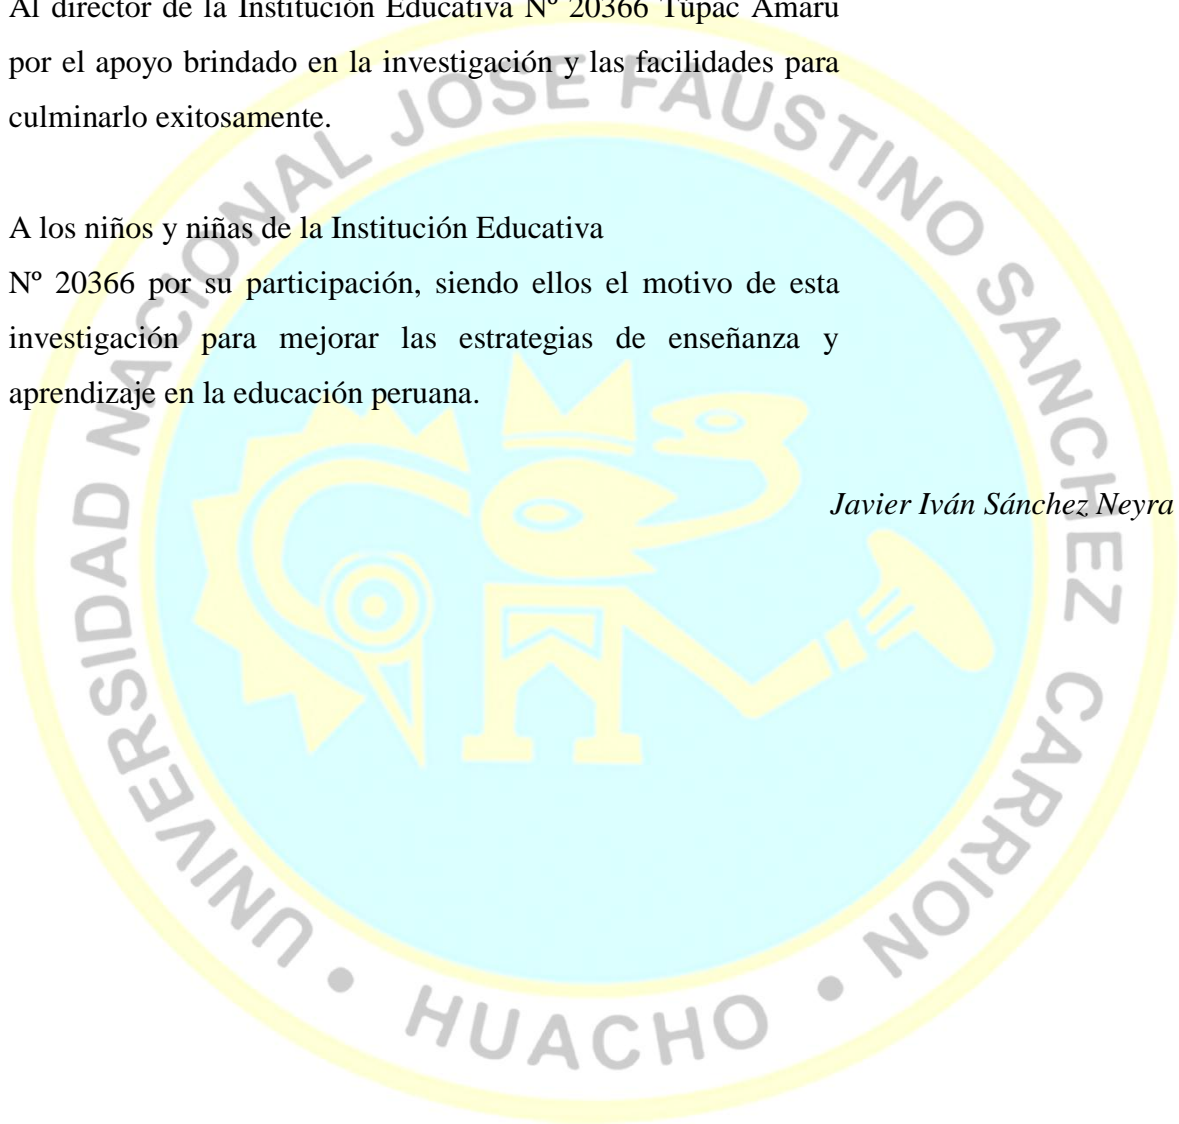 Al director de la Institución Educativa Nº 20366 Túpac Amaru
por el apoyo brindado en la investigación y las facilidades para
culminarlo exitosamente.
A los niños y niñas de la Institución Educativa
Nº 20366 por su participación, siendo ellos el motivo de esta
investigación para mejorar las estrategias de enseñanza y
aprendizaje en la educación peruana.
Javier Iván Sánchez Neyra
UNIVERSIDAD NACIONAL JOSE FAUSTINO SANCHEZ CARRION
• HUACHO •